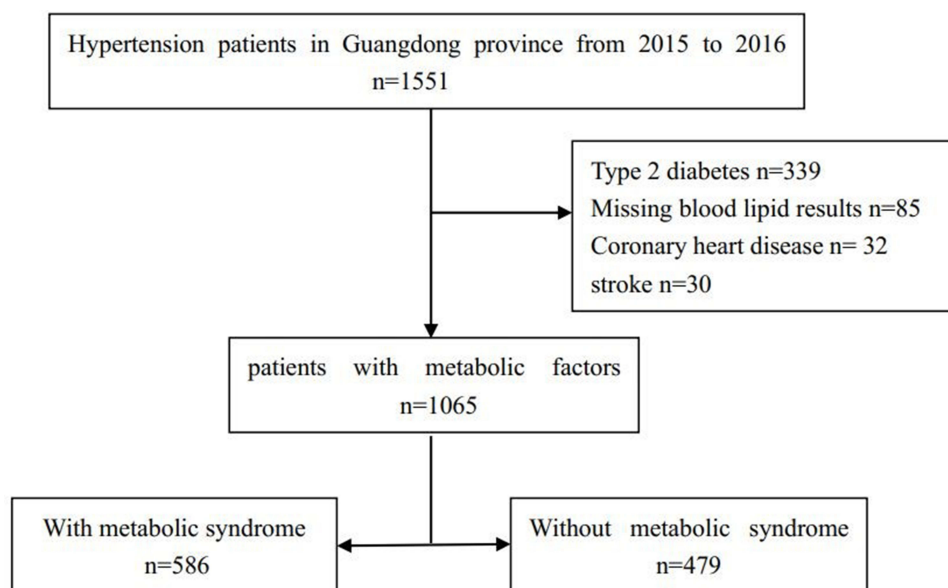 Hypertension patients in Guangdong province from 2015 to 2016
n=1551
Type 2 diabetes n=339
Missing blood lipid results n=85
Coronary heart disease n= 32
stroke n=30
patients with metabolic factors
n=1065
With metabolic syndrome
n=586
Without metabolic syndrome
n=479